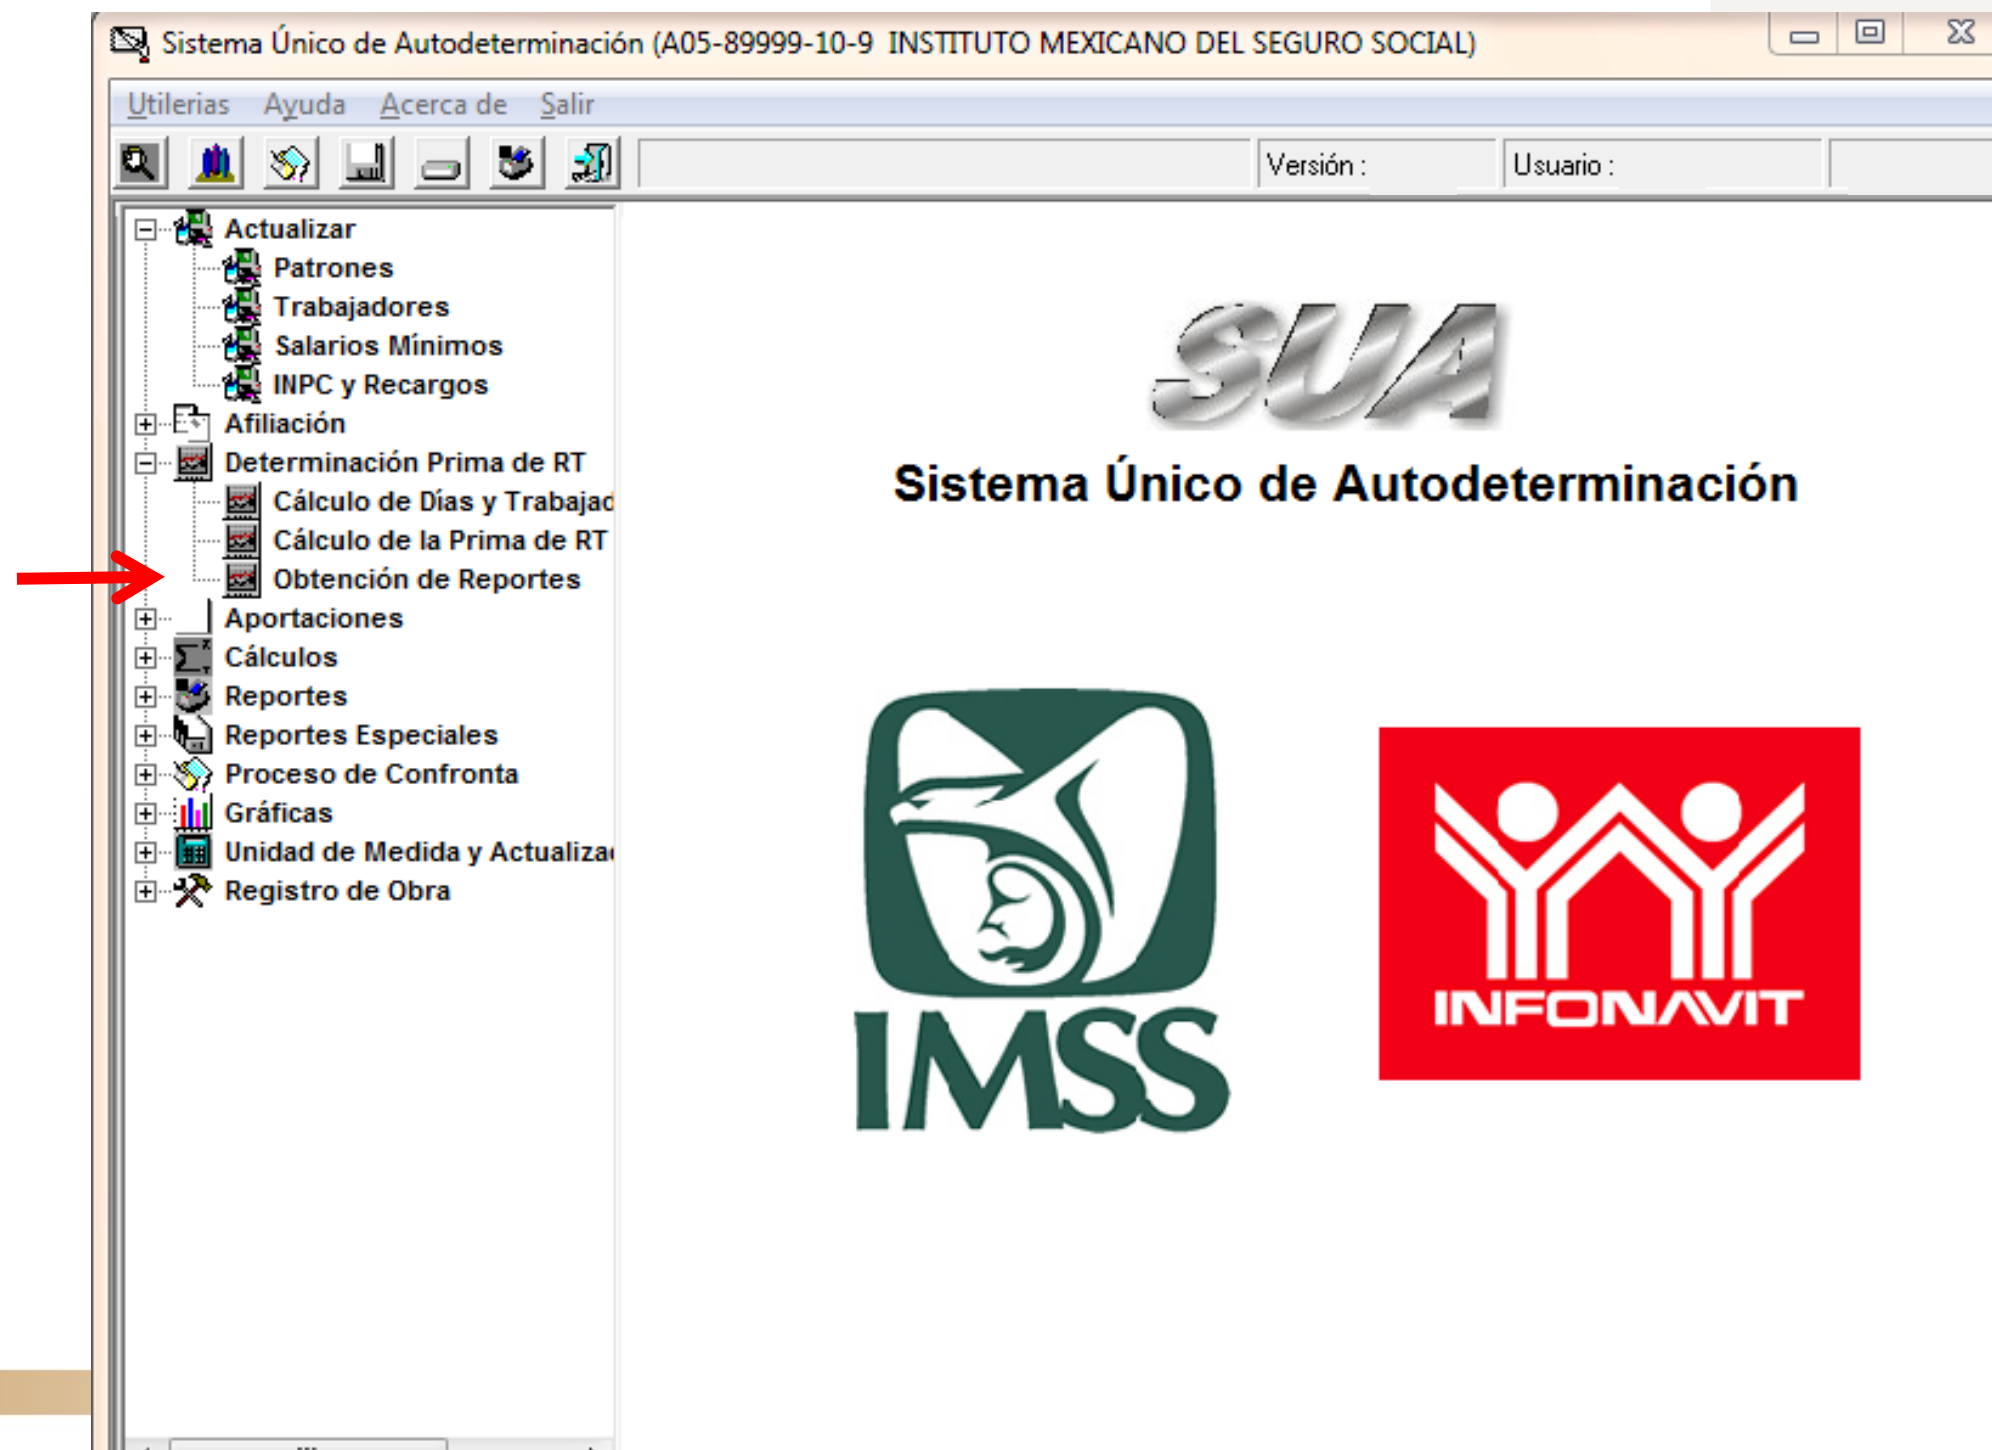 Sistema Único de Autodeterminación (A05-89999-10-9 INSTITUTO MEXICANO DEL SEGURO SOCIAL)
Utilerias Ayuda Acerca de Salir
Versión : Usuario :
Actualizar
Patrones
Trabajadores
Salarios Mínimos
INPC y Recargos
Afiliación
Determinación Prima de RT
Cálculo de Días y Trabajad
Cálculo de la Prima de RT
Obtención de Reportes
Aportaciones
Cálculos
Reportes
Reportes Especiales
Proceso de Confronta
Gráficas
Unidad de Medida y Actualiza
Registro de Obra
SUA
Sistema Único de Autodeterminación
IMSS
INFONAVIT